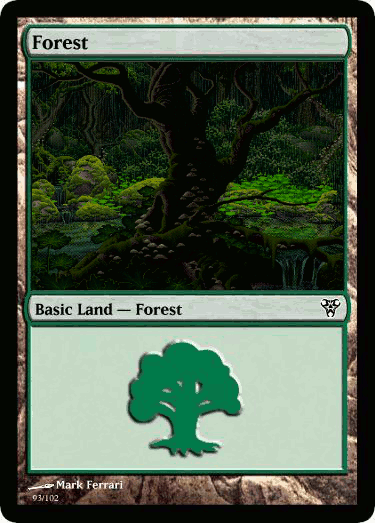 Forest
Basic Land — Forest
Mark Ferrari
93/102